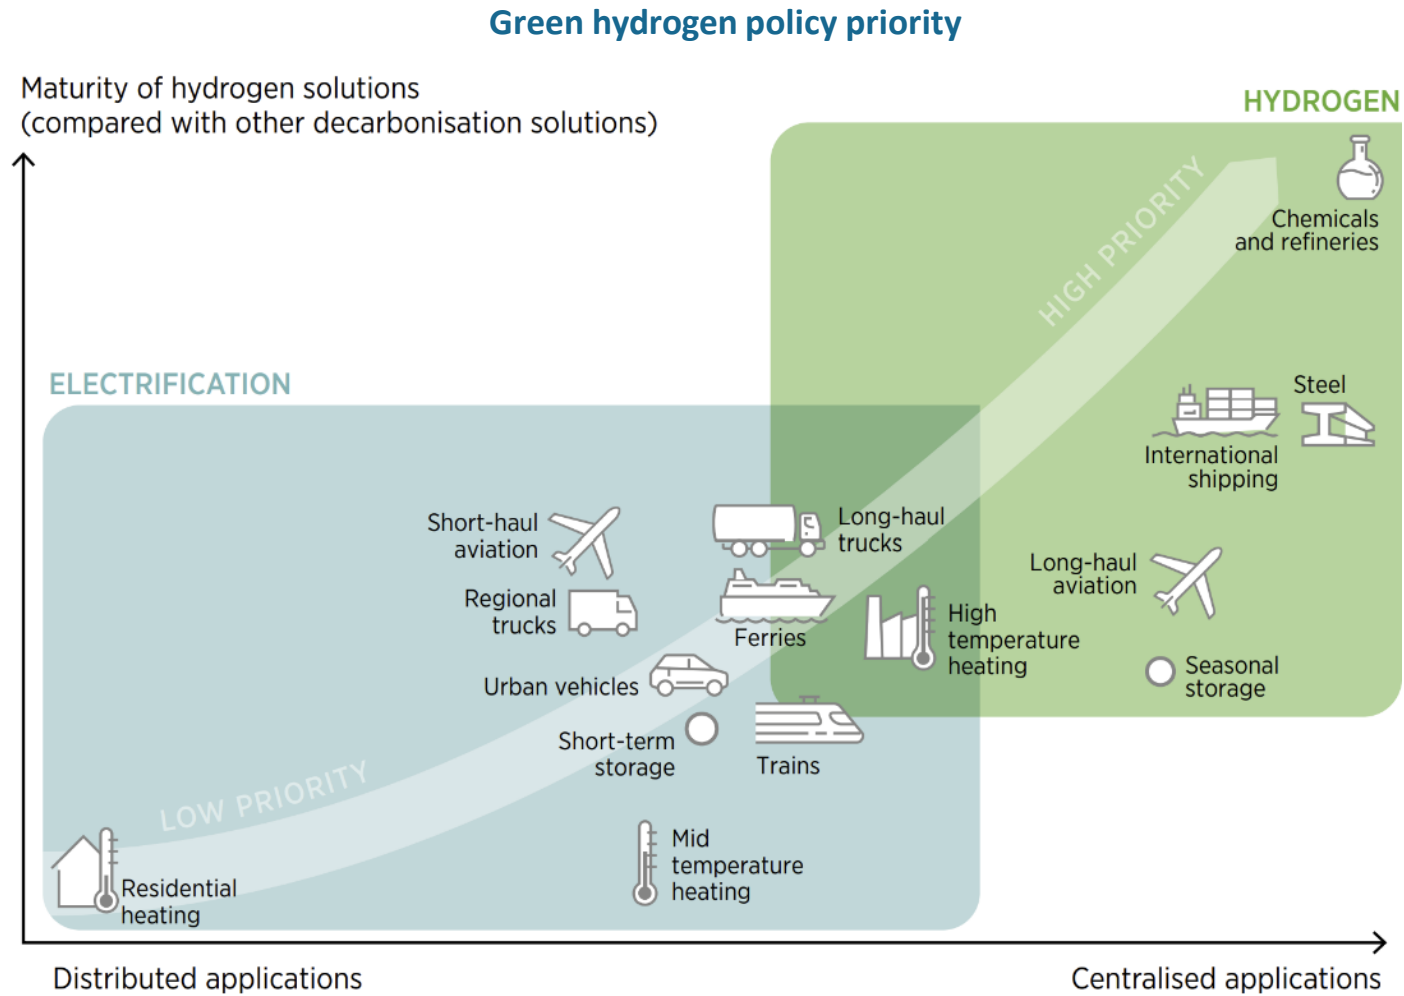 Green hydrogen policy priority
Maturity of hydrogen solutions
(compared with other decarbonisation solutions)
HYDROGEN
HIGH PRIORITY
Chemicals
and refineries
ELECTRIFICATION
Steel
International
shipping
Short-haul
aviation
Long-haul
trucks
Long-haul
aviation
Regional
trucks
Ferries
High
temperature
heating
Urban vehicles
Seasonal
storage
Short-term
storage
Trains
LOW PRIORITY
Mid
temperature
heating
Residential
heating
Distributed applications
Centralised applications